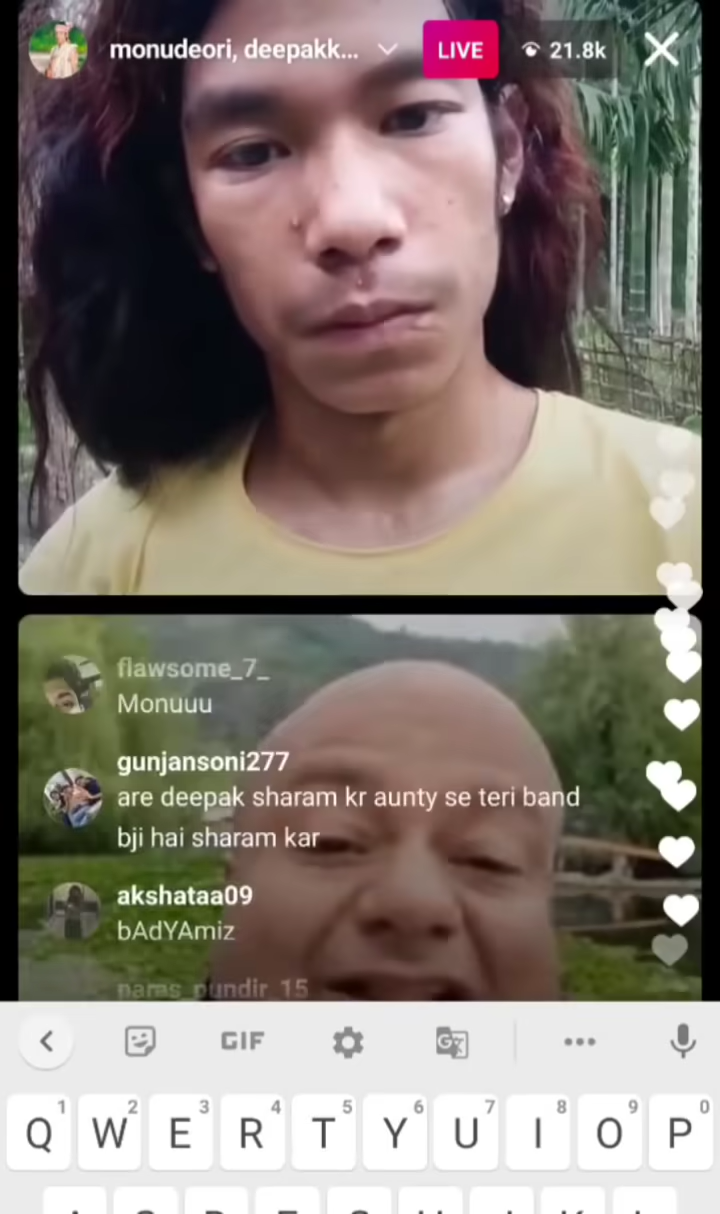 monudeori, deepakk...
LIVE
21.8k
flawsome_7_
Monuuu
gunjansoni277
are deepak sharam kr aunty se teri band
bji hai sharam kar
akshataa09
bAdYAmiz
paras_pundir_15
GIF
G
1 2 3 4 5 6 7 8 9 0
Q W E R T Y U I O P